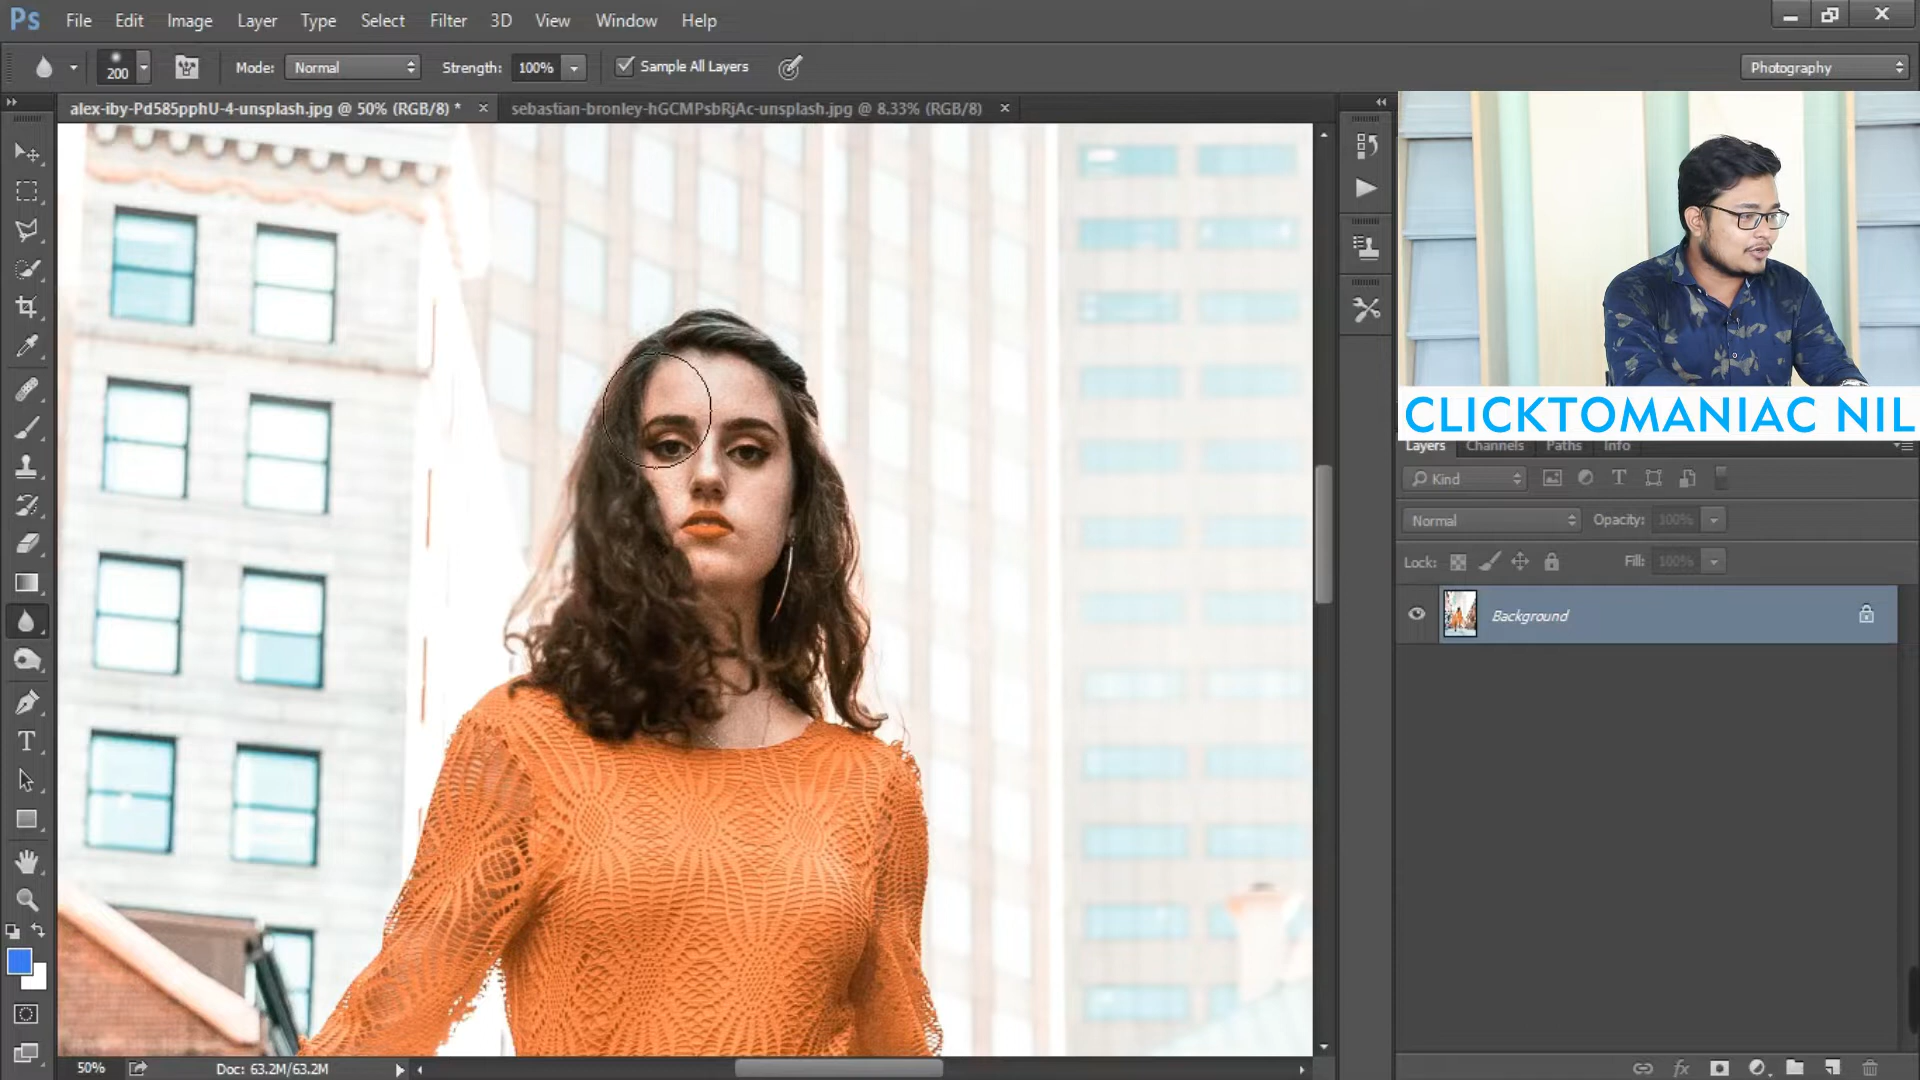 Ps File Edit Image Layer Type Select Filter 3D View Window Help
200 Mode: Normal Strength: 100% Sample All Layers Photography
alex-iby-Pd585pphU-4-unsplash.jpg @ 50% (RGB/8) * × sebastian-bronley-hGCMPsbRjAc-unsplash.jpg @ 8.33% (RGB/8) ×
CLICKTOMANIAC NIL
Layers Channels Paths Info
Kind
Normal Opacity: 100%
Lock: Fill: 100%
Background
50% Doc: 63.2M/63.2M